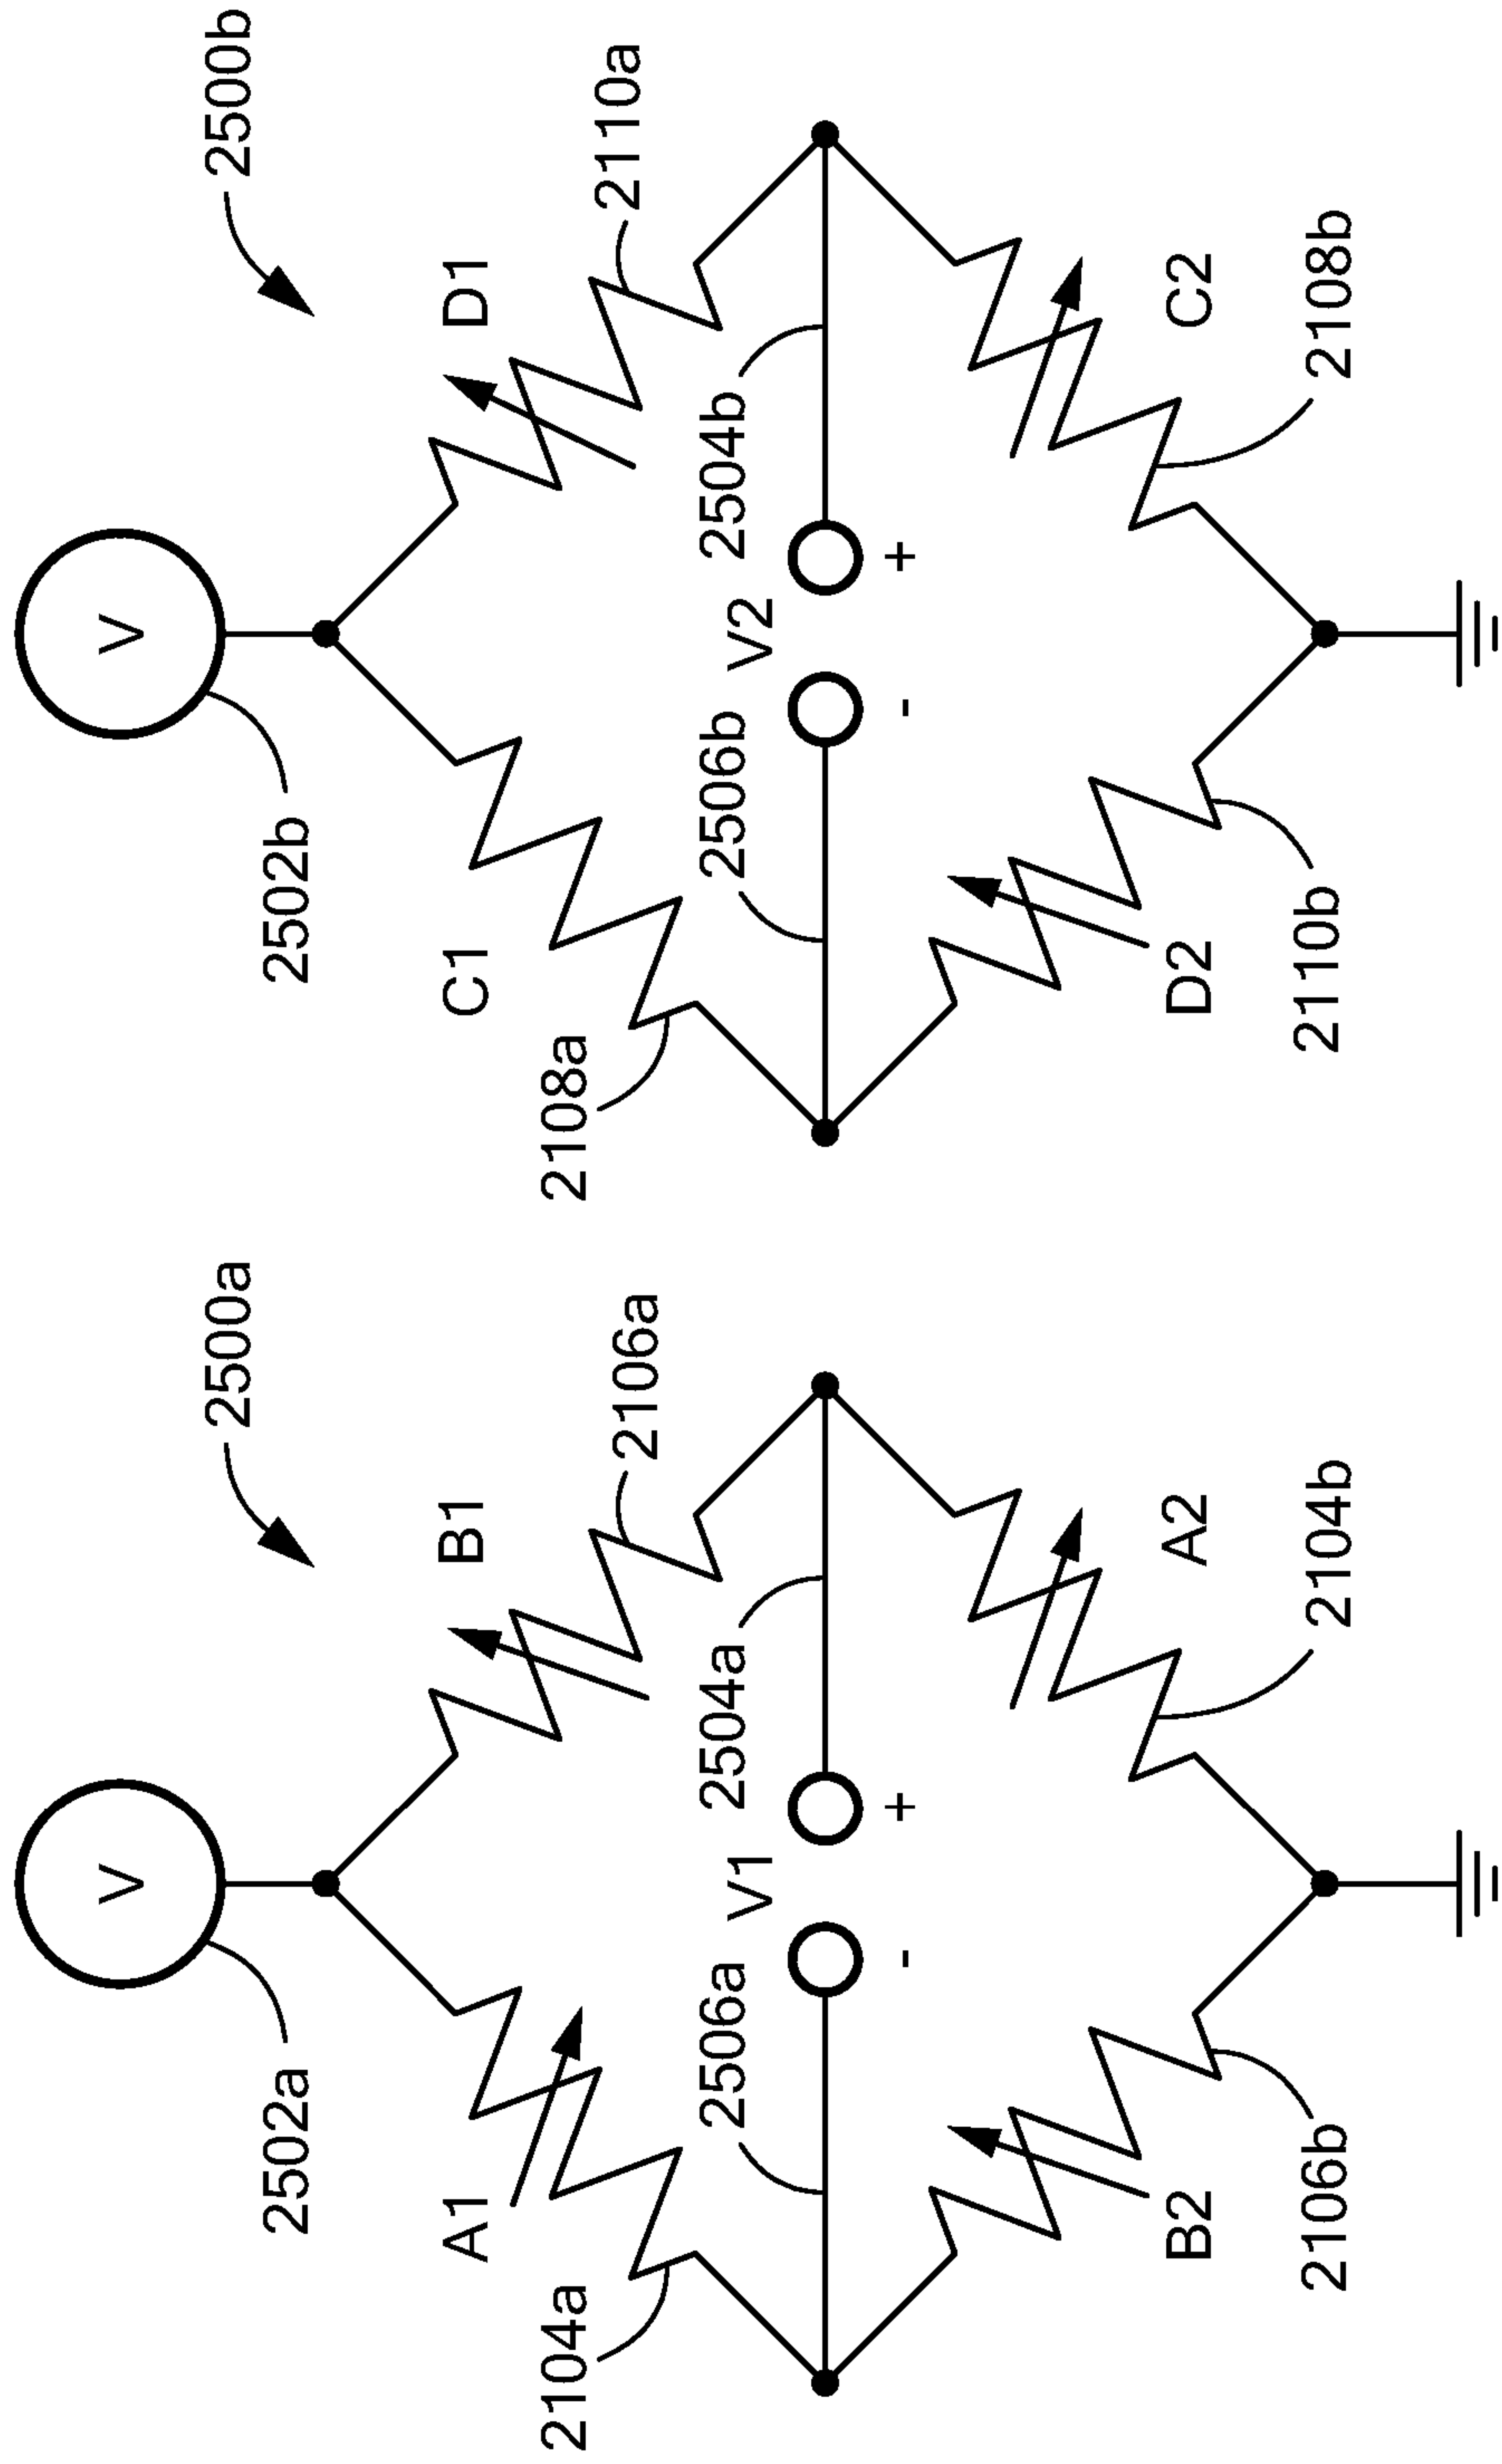 V
2500a
2502a
A1
B1
2104a
2106a
2506a
V1
2504a
-
+
B2
A2
2106b
2104b
V
2500b
2502b
C1
D1
2108a
2110a
2506b
V2
2504b
-
+
D2
C2
2110b
2108b